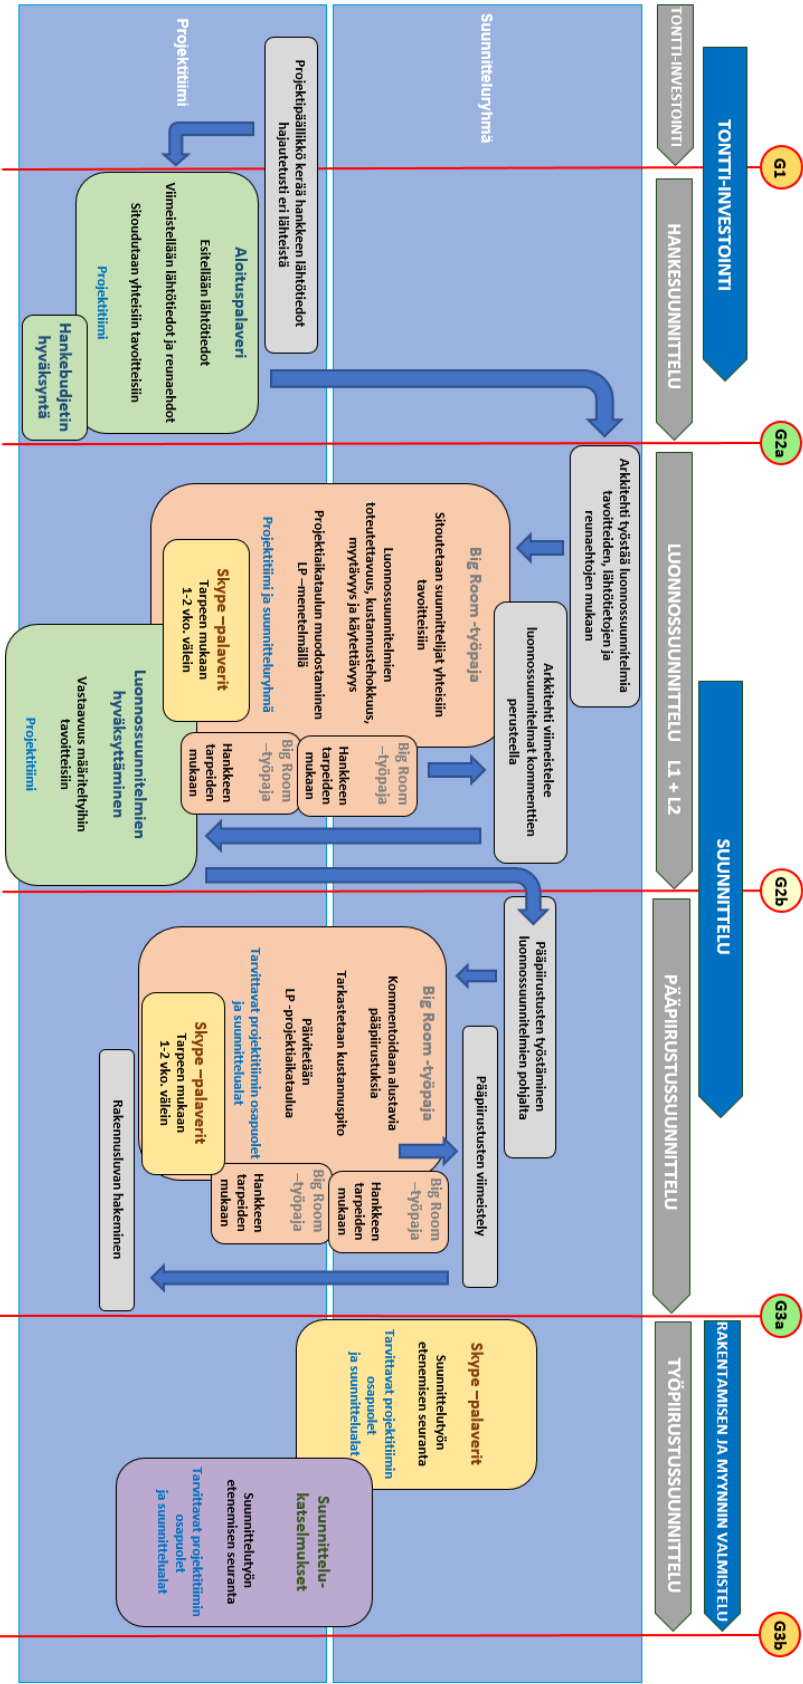 G1
G2a
G2b
G3a
G3b
TONTTI-INVESTOINTI
SUUNNITTELU
RAKENTAMISEN JA MYYNNIN VALMISTELU
TONTTI-INVESTOINTI
HANKESUUNNITTELU
LUONNOSSUUNNITTELU L1 + L2
PÄÄPIIRUSTUSSUUNNITTELU
TYÖPIIRUSTUSSUUNNITTELU
Suunnitteluryhmä
Projektitiimi
Projektipäällikkö kerää hankkeen lähtötiedot
hajautetusti eri lähteistä
Aloituspalaveri
Esitellään lähtötiedot
Viimeistellään lähtötiedot ja reunaehdot
Sitoudutaan yhteisiin tavoitteisiin
Projektitiimi
Hankebudjetin
hyväksyntä
Arkkitehti työstää luonnossuunnitelmia
tavoitteiden, lähtötietojen ja
reunaehtojen mukaan
Big Room -työpaja
Sitoutetaan suunnittelijat yhteisiin
tavoitteisiin
Luonnossuunnitelmien
toteutettavuus, kustannustehokkuus,
myytävyys ja käytettävyys
Projektiaikataulun muodostaminen
LP –menetelmällä
Projektitiimi ja suunnitteluryhmä
Skype –palaverit
Tarpeen mukaan
1-2 vko. välein
Arkkitehti viimeistelee
luonnossuunnitelmat kommenttien
perusteella
Big Room
–työpaja
Hankkeen
tarpeiden
mukaan
Big Room
–työpaja
Hankkeen
tarpeiden
mukaan
Luonnossuunnitelmien
hyväksyttäminen
Vastaavuus määriteltyihin
tavoitteisiin
Projektitiimi
Pääpiirustusten työstäminen
luonnossuunnitelmien pohjalta
Big Room -työpaja
Kommentoidaan alustavia
pääpiirustuksia
Tarkastetaan kustannuspito
Päivitetään
LP -projektiaikataulua
Tarvittavat projektitiimin osapuolet
ja suunnittelualat
Skype –palaverit
Tarpeen mukaan
1-2 vko. välein
Pääpiirustusten viimeistely
Big Room
–työpaja
Hankkeen
tarpeiden
mukaan
Big Room
–työpaja
Hankkeen
tarpeiden
mukaan
Rakennusluvan hakeminen
Skype –palaverit
Suunnittelutyön
etenemisen seuranta
Tarvittavat projektitiimin
osapuolet
ja suunnittelualat
Suunnittelu-
katselmukset
Suunnittelutyön
etenemisen seuranta
Tarvittavat projektitiimin
osapuolet
ja suunnittelualat